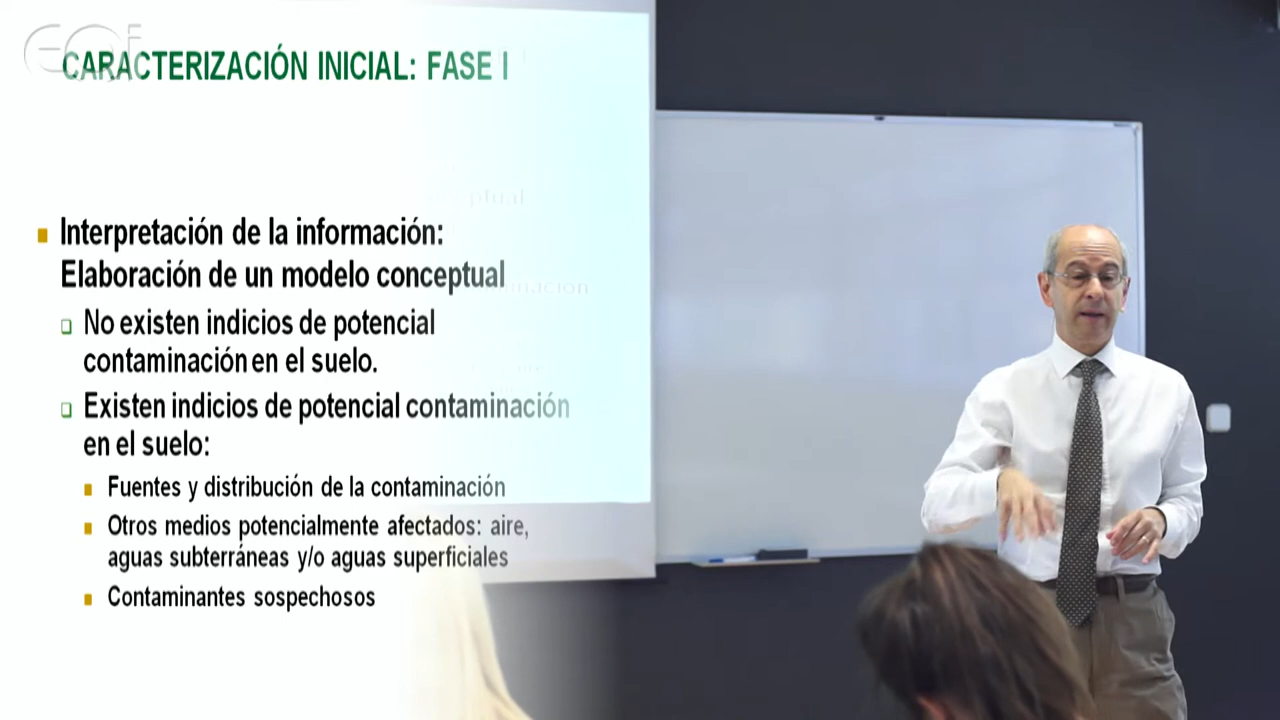 EOI
CARACTERIZACIÓN INICIAL: FASE I
Interpretación de la información:
Elaboración de un modelo conceptual
No existen indicios de potencial
contaminación en el suelo.
Existen indicios de potencial contaminación
en el suelo:
Fuentes y distribución de la contaminación
Otros medios potencialmente afectados: aire,
aguas subterráneas y/o aguas superficiales
Contaminantes sospechosos